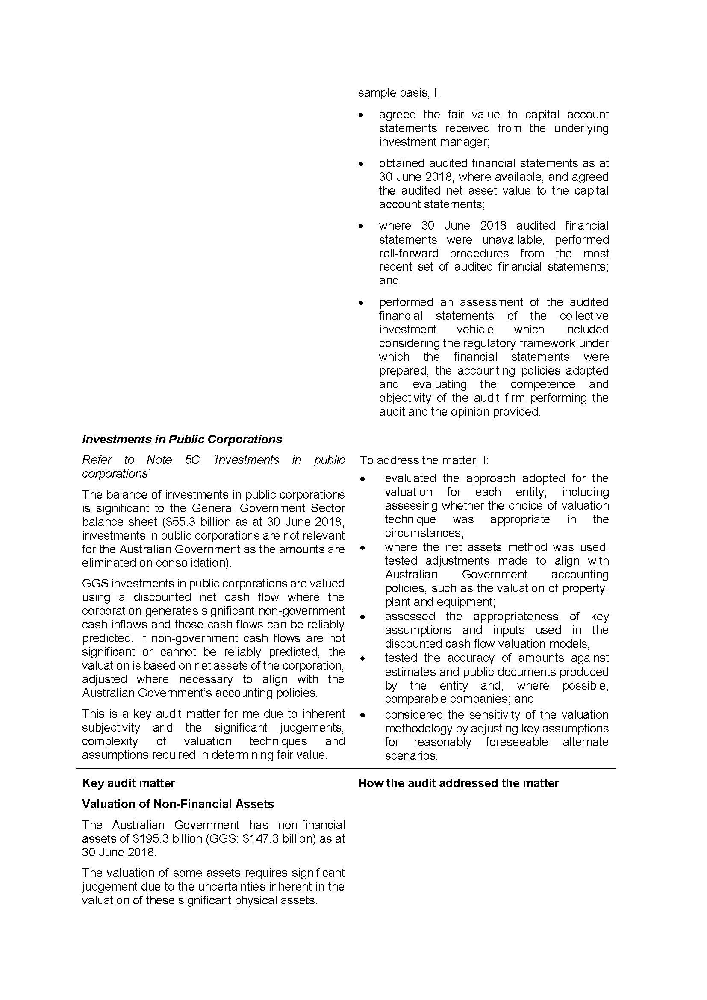 sample basis, I:
• agreed the fair value to capital account
statements received from the underlying
investment manager;
• obtained audited financial statements as at
30 June 2018, where available, and agreed
the audited net asset value to the capital
account statements;
• where 30 June 2018 audited financial
statements were unavailable, performed
roll-forward procedures from the most
recent set of audited financial statements;
and
• performed an assessment of the audited
financial statements of the collective
investment vehicle which included
considering the regulatory framework under
which the financial statements were
prepared, the accounting policies adopted
and evaluating the competence and
objectivity of the audit firm performing the
audit and the opinion provided.
Investments in Public Corporations
Refer to Note 5C ‘Investments in public
corporations’
The balance of investments in public corporations
is significant to the General Government Sector
balance sheet ($55.3 billion as at 30 June 2018,
investments in public corporations are not relevant
for the Australian Government as the amounts are
eliminated on consolidation).
GGS investments in public corporations are valued
using a discounted net cash flow where the
corporation generates significant non-government
cash inflows and those cash flows can be reliably
predicted. If non-government cash flows are not
significant or cannot be reliably predicted, the
valuation is based on net assets of the corporation,
adjusted where necessary to align with the
Australian Government’s accounting policies.
This is a key audit matter for me due to inherent
subjectivity and the significant judgements,
complexity of valuation techniques and
assumptions required in determining fair value.
To address the matter, I:
• evaluated the approach adopted for the
valuation for each entity, including
assessing whether the choice of valuation
technique was appropriate in the
circumstances;
• where the net assets method was used,
tested adjustments made to align with
Australian Government accounting
policies, such as the valuation of property,
plant and equipment;
• assessed the appropriateness of key
assumptions and inputs used in the
discounted cash flow valuation models,
• tested the accuracy of amounts against
estimates and public documents produced
by the entity and, where possible,
comparable companies; and
• considered the sensitivity of the valuation
methodology by adjusting key assumptions
for reasonably foreseeable alternate
scenarios.
Key audit matter
How the audit addressed the matter
Valuation of Non-Financial Assets
The Australian Government has non-financial
assets of $195.3 billion (GGS: $147.3 billion) as at
30 June 2018.
The valuation of some assets requires significant
judgement due to the uncertainties inherent in the
valuation of these significant physical assets.